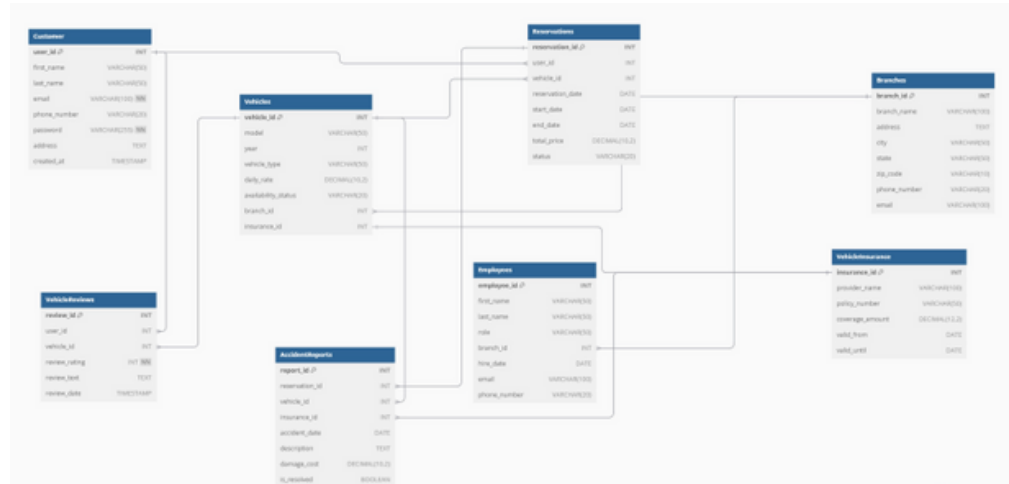 Customer
user_id INT
first_name VARCHAR(50)
last_name VARCHAR(50)
email VARCHAR(100) NN
phone_number VARCHAR(20)
password VARCHAR(255) NN
address TEXT
created_at TIMESTAMP
Vehicles
vehicle_id INT
model VARCHAR(50)
year INT
vehicle_type VARCHAR(50)
daily_rate DECIMAL(10,2)
availability_status VARCHAR(20)
branch_id INT
insurance_id INT
Reservations
reservation_id INT
user_id INT
vehicle_id INT
reservation_date DATE
start_date DATE
end_date DATE
total_price DECIMAL(10,2)
status VARCHAR(20)
Branches
branch_id INT
branch_name VARCHAR(100)
address TEXT
city VARCHAR(50)
state VARCHAR(50)
zip_code VARCHAR(10)
phone_number VARCHAR(20)
email VARCHAR(100)
VehicleReviews
review_id INT
user_id INT
vehicle_id INT
review_rating INT NN
review_text TEXT
review_date TIMESTAMP
AccidentReports
report_id INT
reservation_id INT
vehicle_id INT
insurance_id INT
accident_date DATE
description TEXT
damage_cost DECIMAL(10,2)
is_resolved BOOLEAN
Employees
employee_id INT
first_name VARCHAR(50)
last_name VARCHAR(50)
role VARCHAR(50)
branch_id INT
hire_date DATE
email VARCHAR(100)
phone_number VARCHAR(20)
VehicleInsurance
insurance_id INT
provider_name VARCHAR(100)
policy_number VARCHAR(50)
coverage_amount DECIMAL(12,2)
valid_from DATE
valid_until DATE